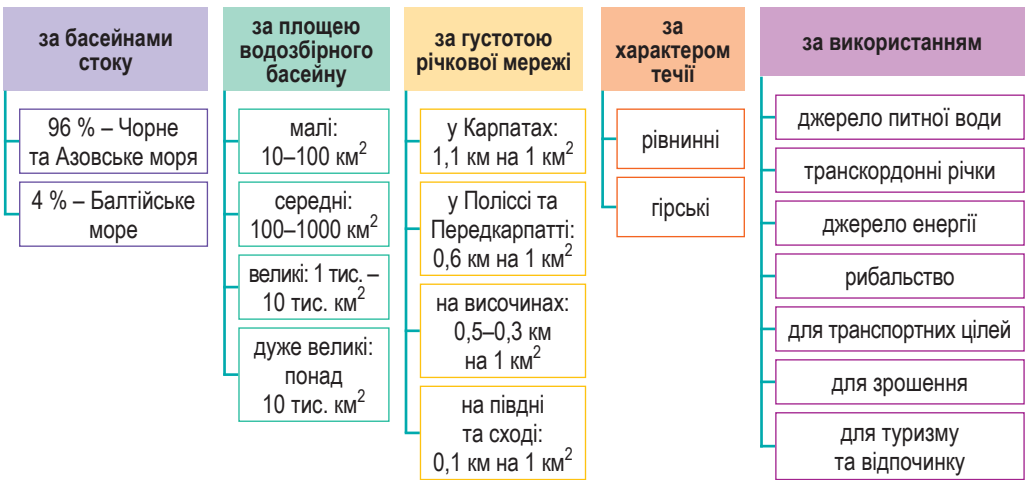 за басейнами
стоку
96 % – Чорне
та Азовське моря
4 % – Балтійське
море
за площею
водозбірного
басейну
малі:
10–100 км²
середні:
100–1000 км²
великі: 1 тис. –
10 тис. км²
дуже великі:
понад
10 тис. км²
за густотою
річкової мережі
у Карпатах:
1,1 км на 1 км²
у Поліссі та
Передкарпатті:
0,6 км на 1 км²
на височинах:
0,5–0,3 км
на 1 км²
на півдні
та сході:
0,1 км на 1 км²
за
характером
течії
рівнинні
гірські
за використанням
джерело питної води
транскордонні річки
джерело енергії
рибальство
для транспортних цілей
для зрошення
для туризму
та відпочинку